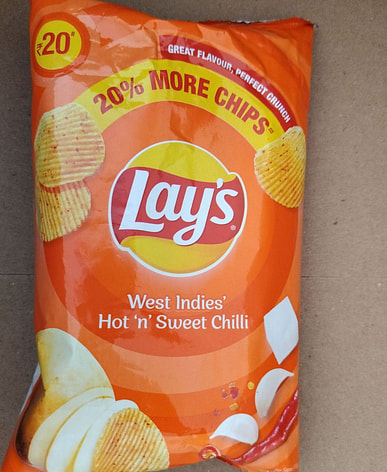 ₹20*
GREAT FLAVOUR, PERFECT CRUNCH
20% MORE CHIPS
Lay's
West Indies'
Hot 'n' Sweet Chilli